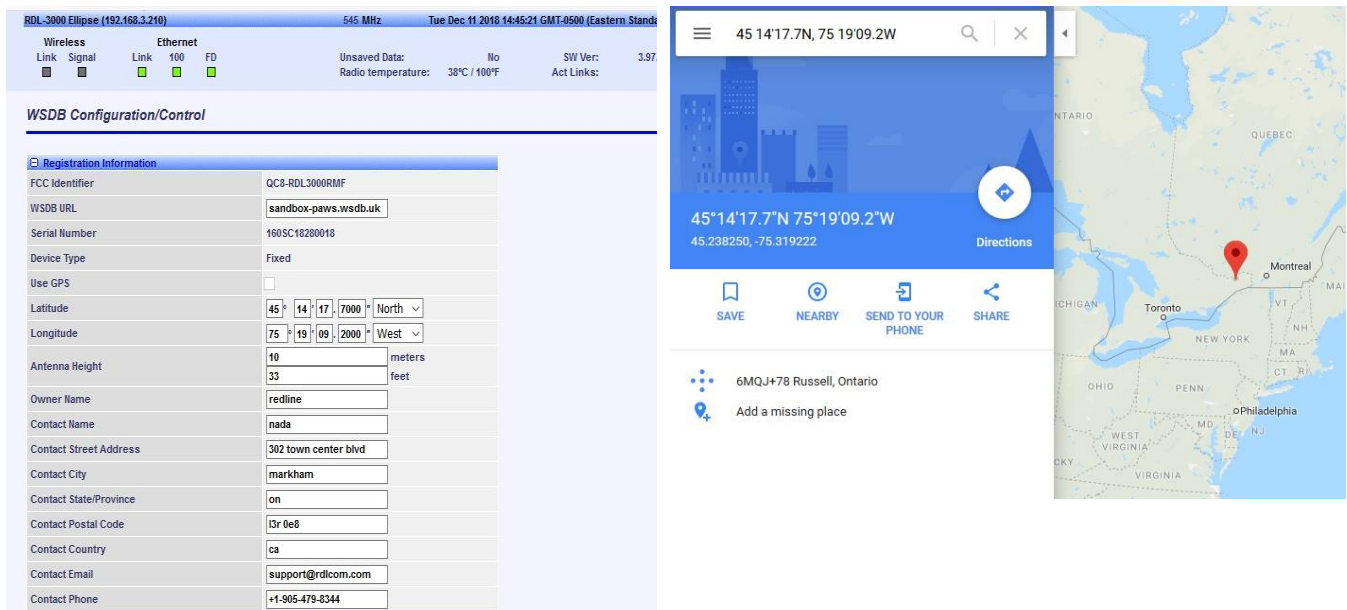 RDL-3000 Ellipse (192.168.3.210) 545 MHz Tue Dec 11 2018 14:45:21 GMT-0500 (Eastern Standa
Wireless Ethernet
Link Signal Link 100 FD
Unsaved Data: No SW Ver: 3.97.
Radio temperature: 38°C / 100°F Act Links:
WSDB Configuration/Control
Registration Information
FCC Identifier QC8-RDL3000RMF
WSDB URL sandbox-paws.wsdb.uk
Serial Number 160SC18280018
Device Type Fixed
Use GPS
Latitude 45 ° 14 ' 17 . 7000 " North
Longitude 75 ° 19 ' 09 . 2000 " West
Antenna Height 10 meters
33 feet
Owner Name redline
Contact Name nada
Contact Street Address 302 town center blvd
Contact City markham
Contact State/Province on
Contact Postal Code l3r 0e8
Contact Country ca
Contact Email support@rdlcom.com
Contact Phone +1-905-479-8344
45 14'17.7N, 75 19'09.2W
45°14'17.7"N 75°19'09.2"W
45.238250, -75.319222
Directions
SAVE
NEARBY
SEND TO YOUR
PHONE
SHARE
6MQJ+78 Russell, Ontario
Add a missing place
NTARIO
QUEBEC
Montreal
MAI
ICHIGAN
Toronto
VT
NEW YORK
NH
MA
CT RI
OHIO
PENN
Philadelphia
MD
DE NJ
WEST
VIRGINIA
CKY
VIRGINIA